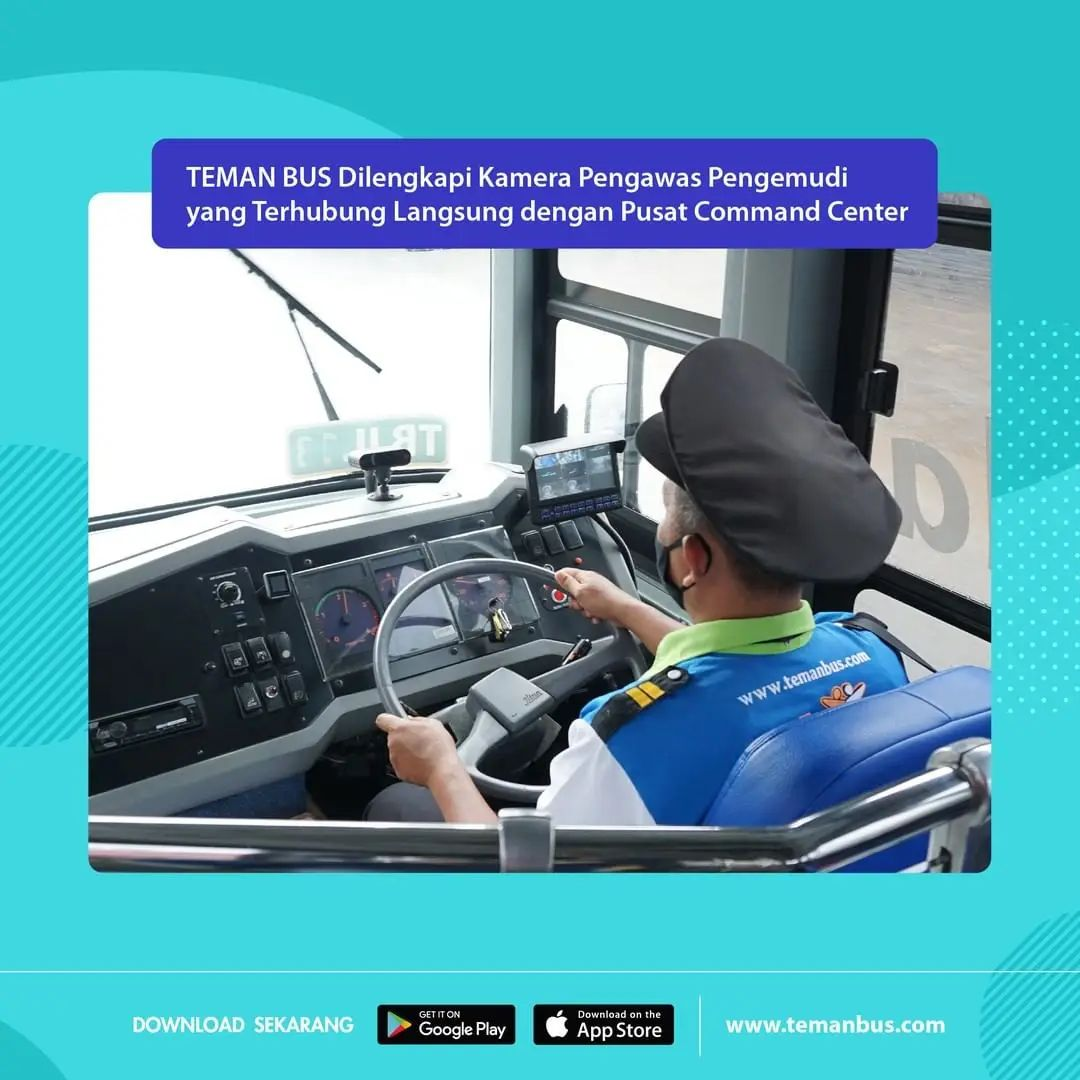 TEMAN BUS Dilengkapi Kamera Pengawas Pengemudi
yang Terhubung Langsung dengan Pusat Command Center
www.temanbus.com
DOWNLOAD SEKARANG
GET IT ON
Google Play
Download on the
App Store
www.temanbus.com